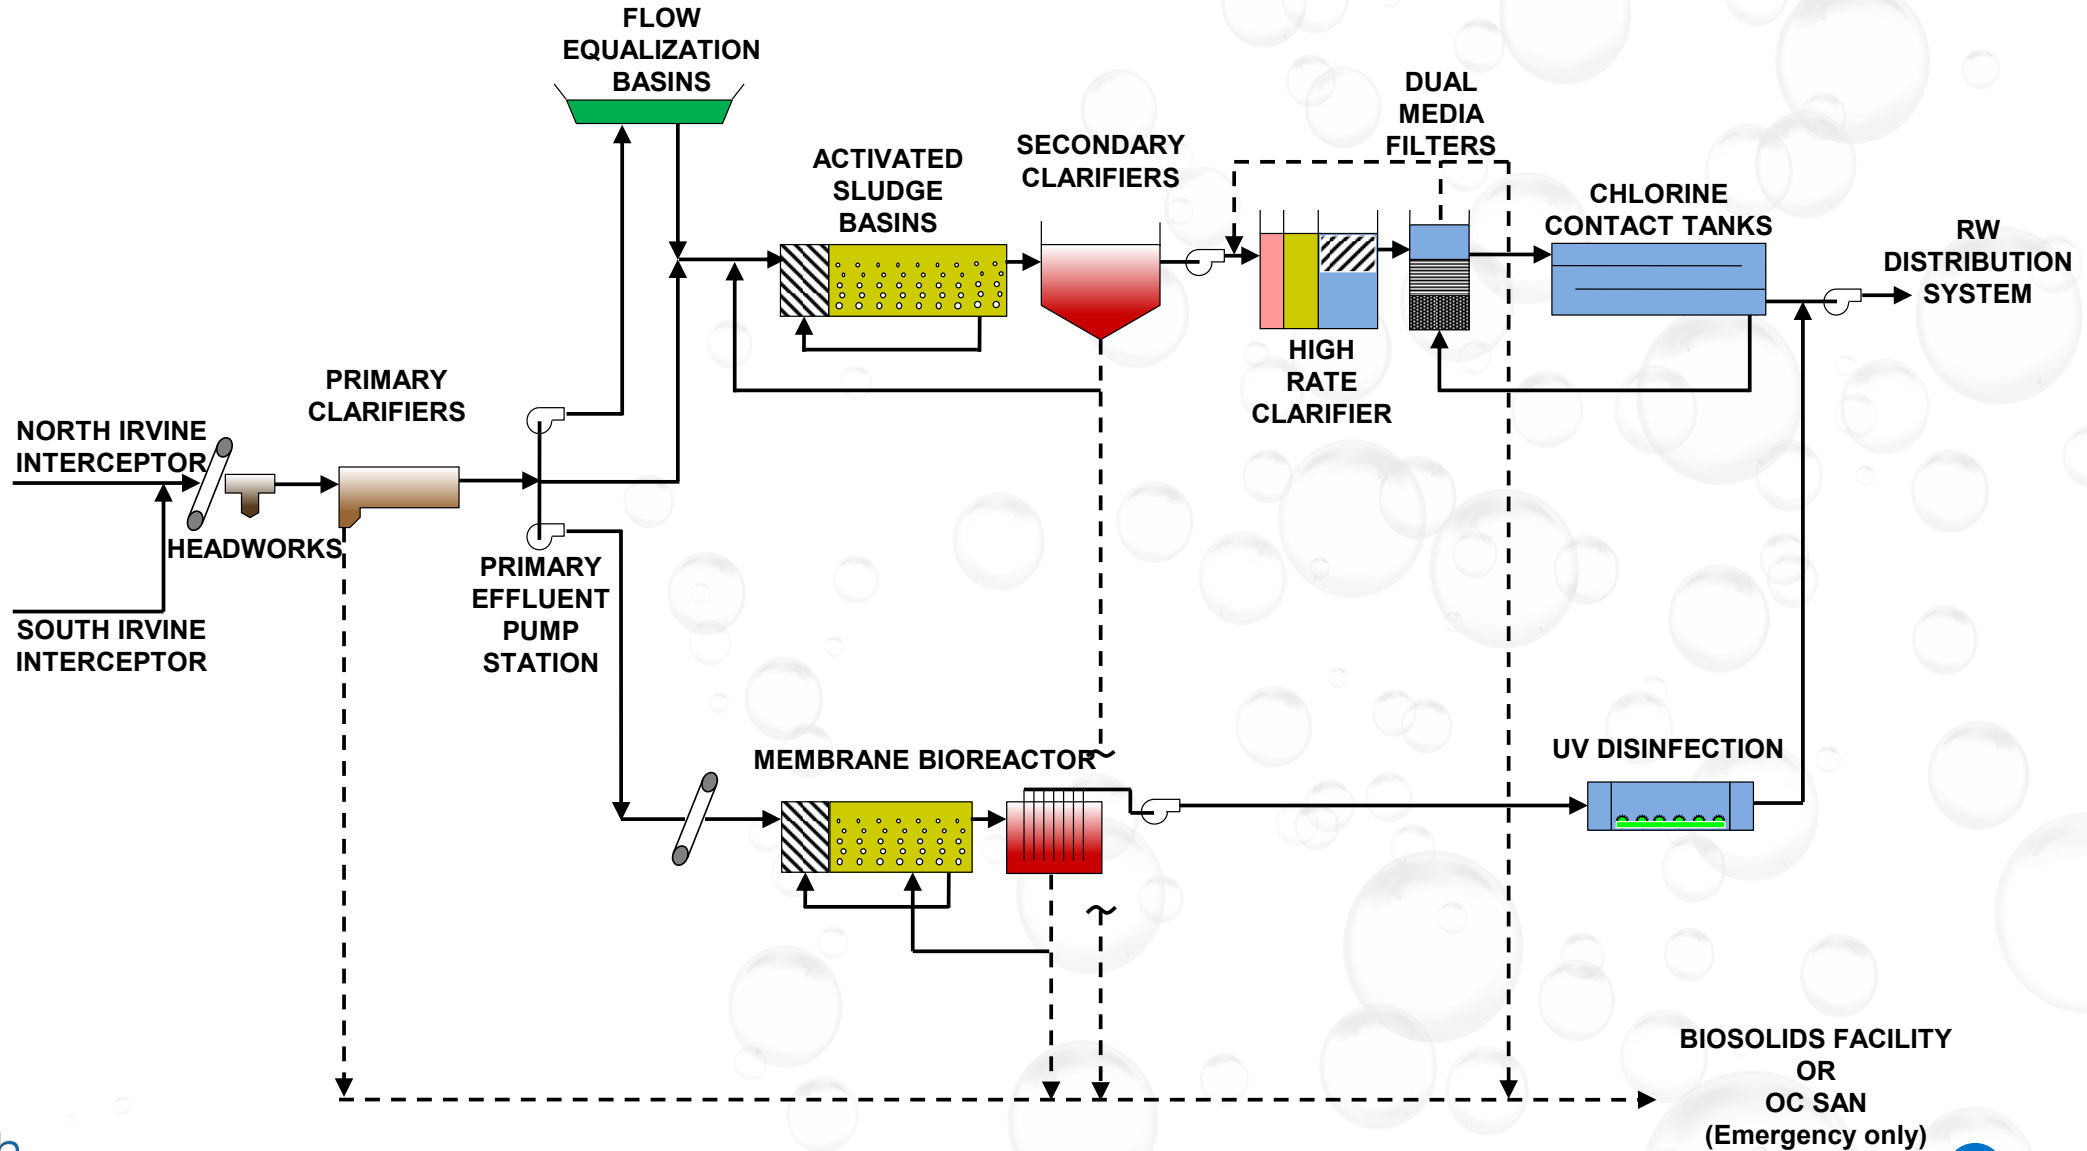 FLOW
EQUALIZATION
BASINS
DUAL
MEDIA
FILTERS
ACTIVATED
SLUDGE
BASINS
SECONDARY
CLARIFIERS
CHLORINE
CONTACT TANKS
RW
DISTRIBUTION
SYSTEM
HIGH
RATE
CLARIFIER
PRIMARY
CLARIFIERS
NORTH IRVINE
INTERCEPTOR
HEADWORKS
SOUTH IRVINE
INTERCEPTOR
PRIMARY
EFFLUENT
PUMP
STATION
MEMBRANE BIOREACTOR
UV DISINFECTION
BIOSOLIDS FACILITY
OR
OC SAN
(Emergency only)